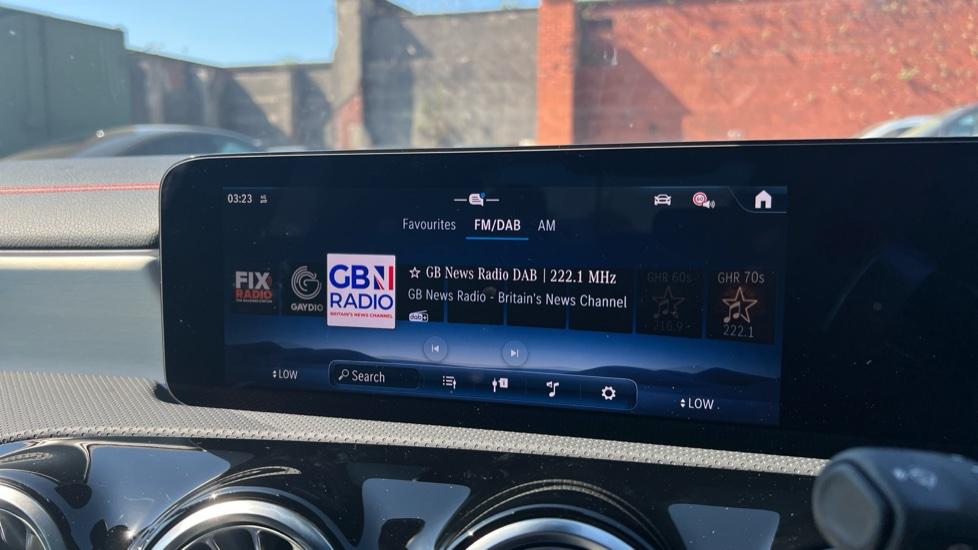 03:23
Favourites FM/DAB AM
FIX RADIO
GAYDIO
GBN RADIO
BRITAIN'S NEWS CHANNEL
GB News Radio DAB | 222.1 MHz
GB News Radio - Britain's News Channel
dab+
GHR 60s
216.9
GHR 70s
222.1
LOW
Search
LOW